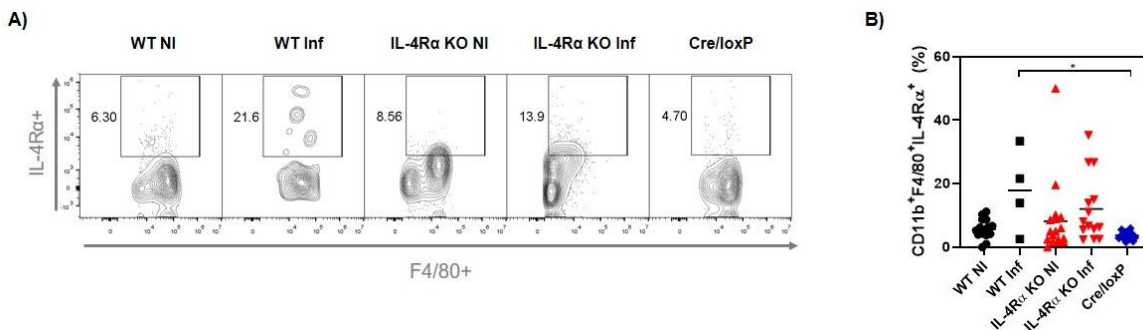 A)
WT NI WT Inf IL-4Rα KO NI IL-4Rα KO Inf Cre/loxP
6.30 21.6 8.56 13.9 4.70
IL-4Rα+
F4/80+
B)
CD11b⁺F4/80⁺IL-4Rα⁺ (%)
60
40
20
0
*
WT NI
WT Inf
IL-4Rα KO NI
IL-4Rα KO Inf
Cre/loxP